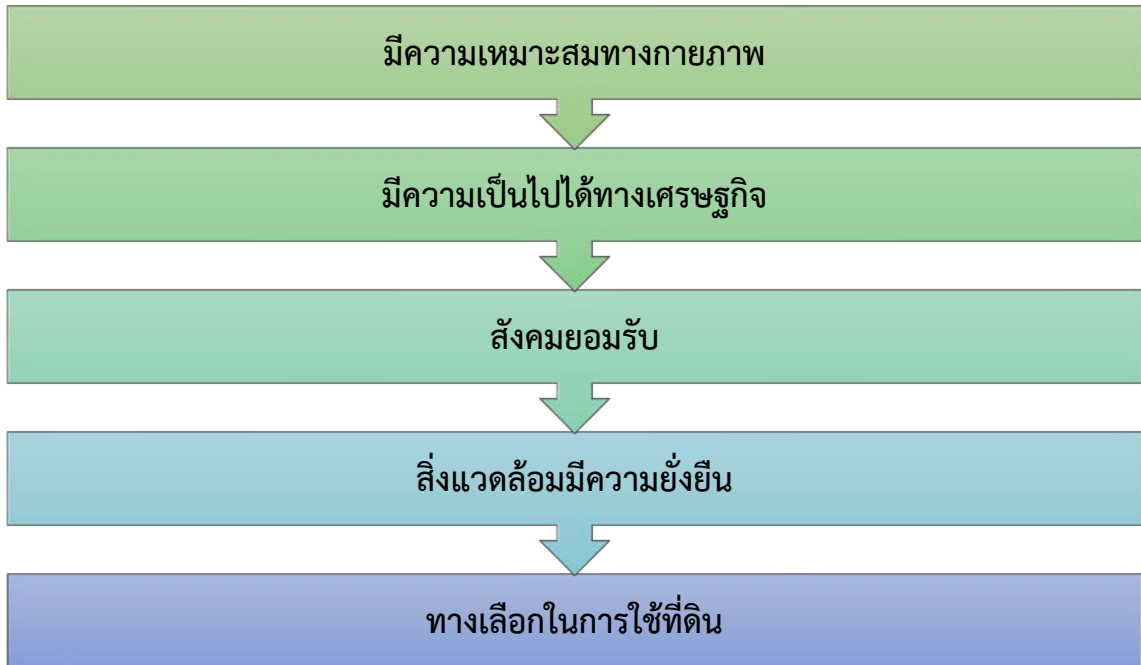 มีความเหมาะสมทางกายภาพ
มีความเป็นไปได้ทางเศรษฐกิจ
สังคมยอมรับ
สิ่งแวดล้อมมีความยั่งยืน
ทางเลือกในการใช้ที่ดิน